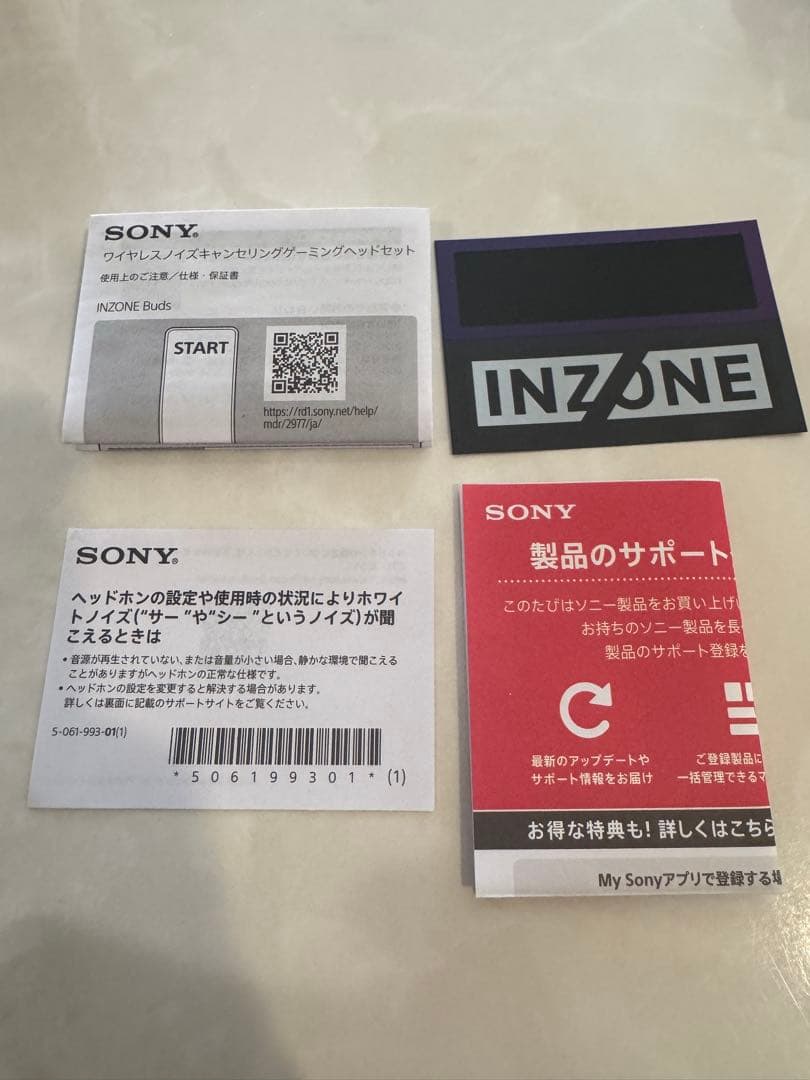 SONY®
ワイヤレスノイズキャンセリングゲーミングヘッドセット
使用上のご注意／仕様・保証書
INZONE Buds
START
https://rd1.sony.net/help/
mdr/2977/ja/
INZONE
SONY®
ヘッドホンの設定や使用時の状況によりホワイ
トノイズ(“サー ”や“シー ”というノイズ)が聞
こえるときは
• 音源が再生されていない、または音量が小さい場合、静かな環境で聞こえる
ことがありますがヘッドホンの正常な仕様です。
• ヘッドホンの設定を変更すると解決する場合があります。
詳しくは裏面に記載のサポートサイトをご覧ください。
5-061-993-01(1)
* 5 0 6 1 9 9 3 0 1 * (1)
SONY
製品のサポート
このたびはソニー製品をお買い上げ
お持ちのソニー製品を長
製品のサポート登録を
最新のアップデートや
サポート情報をお届け
ご登録製品に
一括管理できるマ
お得な特典も! 詳しくはこちら
My Sonyアプリで登録する場